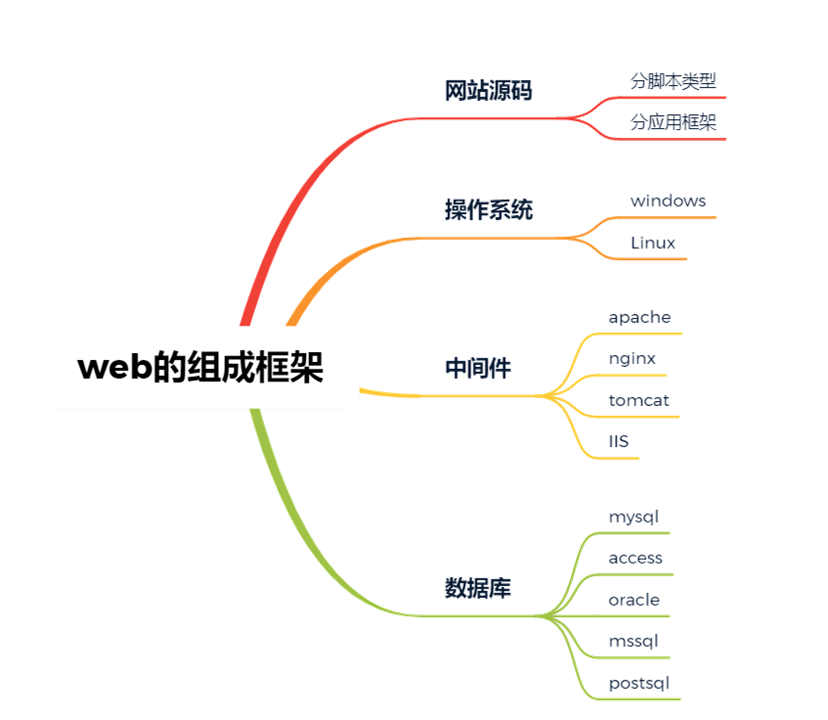 web的组成框架
网站源码
分脚本类型
分应用框架
操作系统
windows
Linux
中间件
apache
nginx
tomcat
IIS
数据库
mysql
access
oracle
mssql
postsql